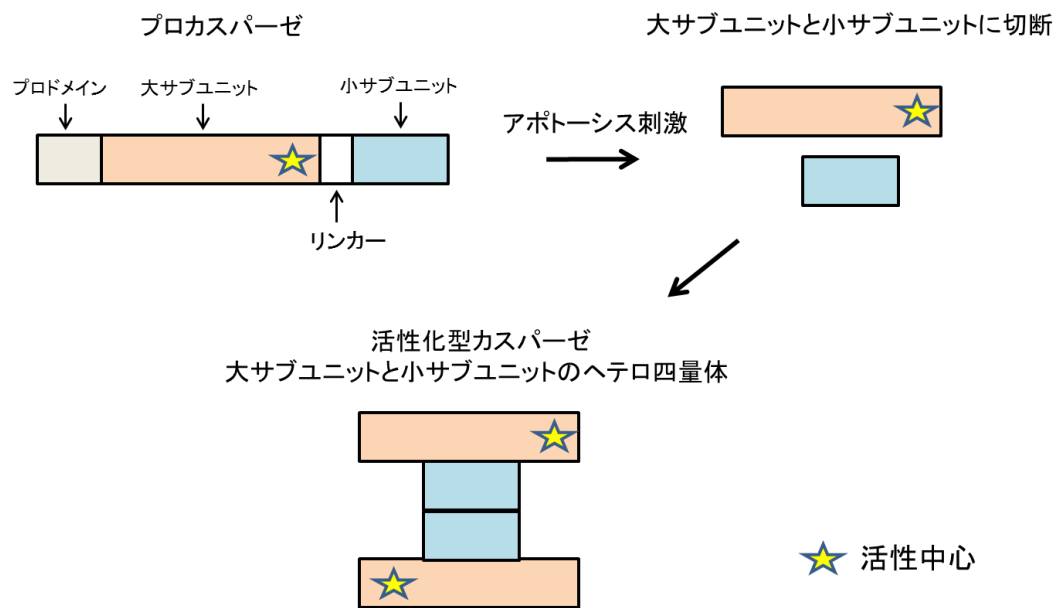 プロカスパーゼ
大サブユニットと小サブユニットに切断
プロドメイン
大サブユニット
小サブユニット
アポトーシス刺激
リンカー
活性化型カスパーゼ
大サブユニットと小サブユニットのヘテロ四量体
活性中心